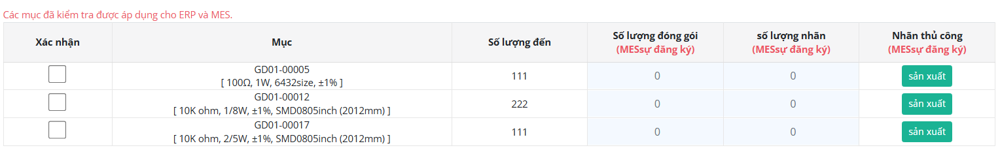 Các mục đã kiểm tra được áp dụng cho ERP và MES.
Xác nhận Mục Số lượng đến Số lượng đóng gói (MESsự đăng ký) số lượng nhãn (MESsự đăng ký) Nhãn thủ công (MESsự đăng ký)
GD01-00005
[ 100Ω, 1W, 6432size, ±1% ] 111 0 0 sản xuất
GD01-00012
[ 10K ohm, 1/8W, ±1%, SMD0805inch (2012mm) ] 222 0 0 sản xuất
GD01-00017
[ 10K ohm, 2/5W, ±1%, SMD0805inch (2012mm) ] 111 0 0 sản xuất